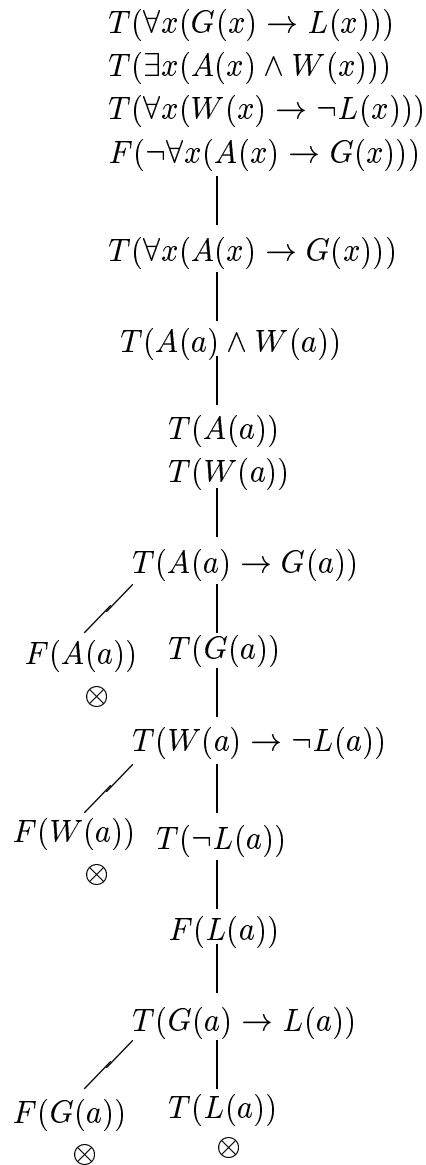 T(∀x(G(x) → L(x)))
T(∃x(A(x) ∧ W(x)))
T(∀x(W(x) → ¬L(x)))
F(¬∀x(A(x) → G(x)))
T(∀x(A(x) → G(x)))
T(A(a) ∧ W(a))
T(A(a))
T(W(a))
T(A(a) → G(a))
F(A(a)) T(G(a))
⊗
T(W(a) → ¬L(a))
F(W(a)) T(¬L(a))
⊗
F(L(a))
T(G(a) → L(a))
F(G(a)) T(L(a))
⊗ ⊗